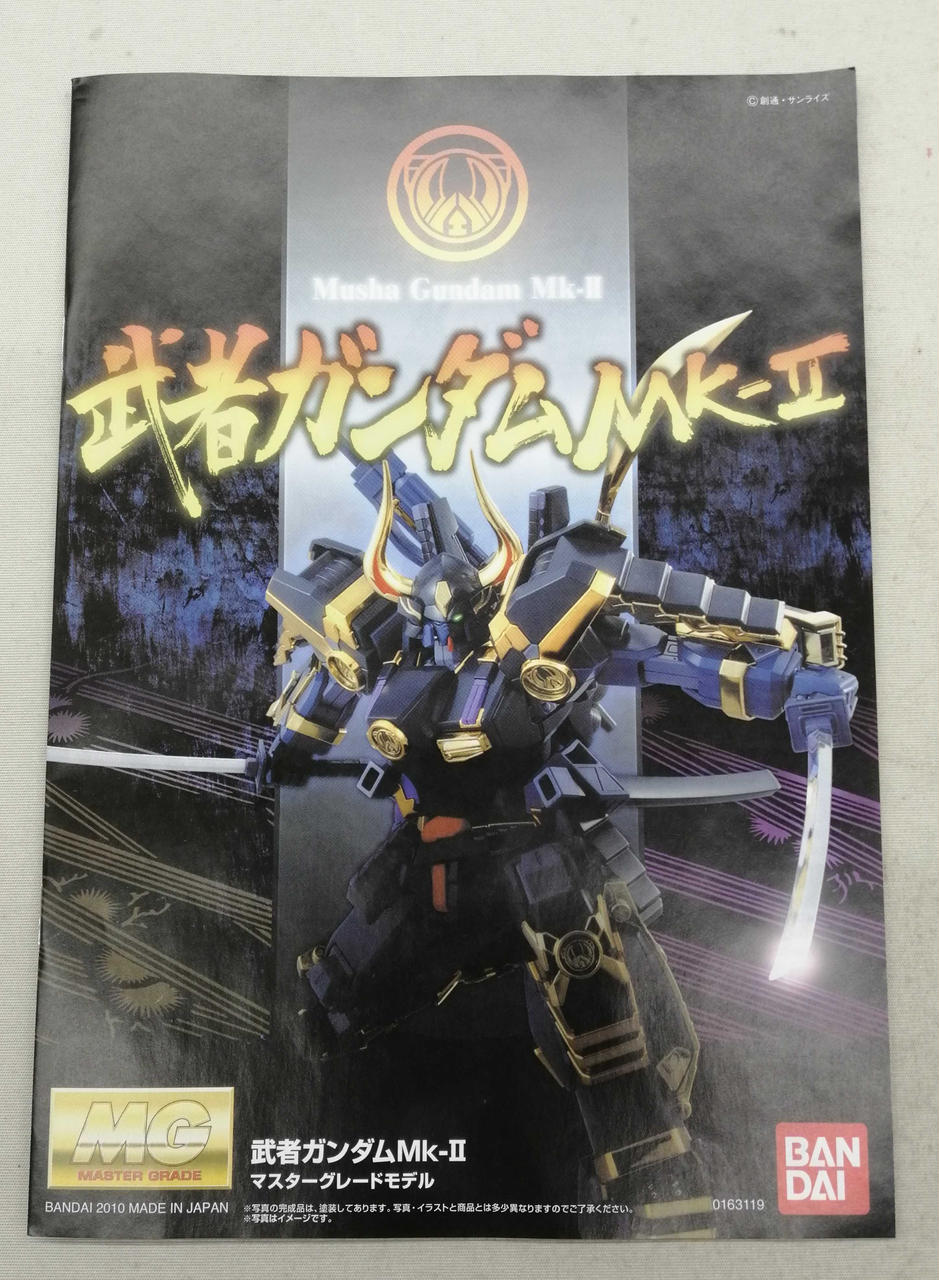 ©創通・サンライズ
Musha Gundam Mk-Ⅱ
武者ガンダムMK-Ⅱ
MG
MASTER GRADE
武者ガンダムMk-Ⅱ
マスターグレードモデル
BAN
DAI
BANDAI 2010 MADE IN JAPAN
※写真の完成品は、塗装してあります。写真・イラストと商品とは多少異なりますのでご了承ください。
※写真はイメージです。
0163119